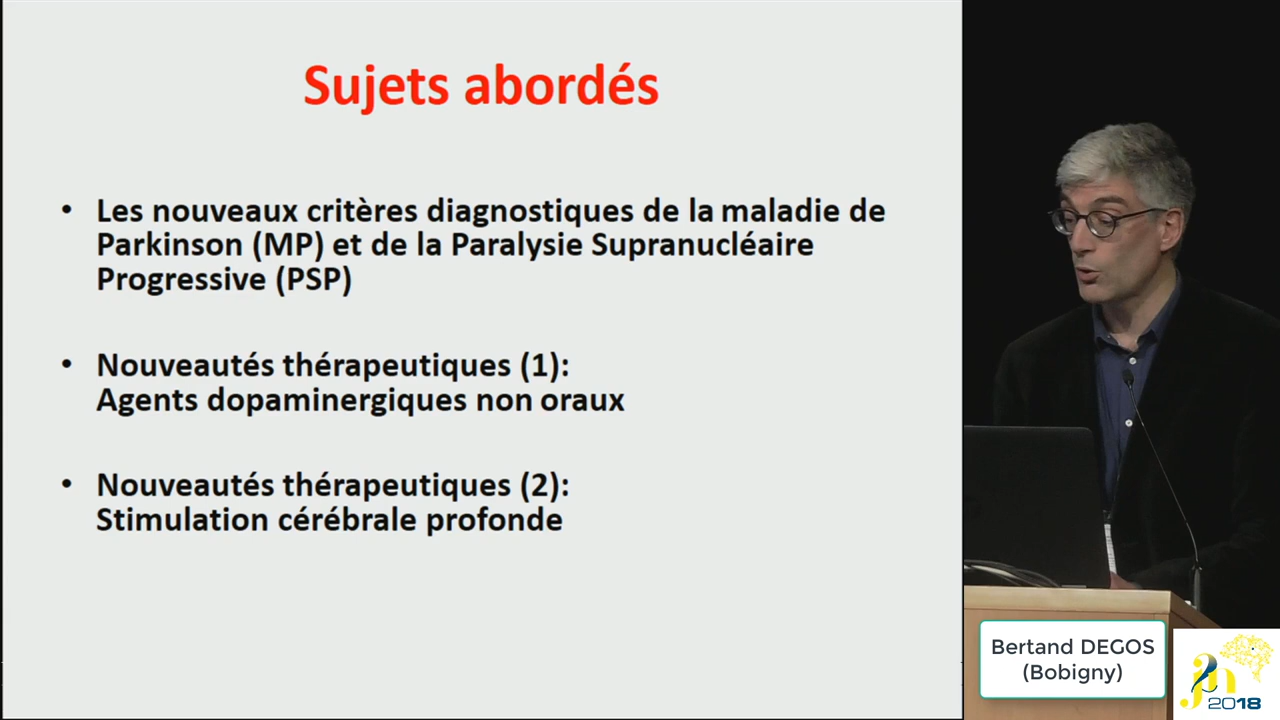 Sujets abordés
• Les nouveaux critères diagnostiques de la maladie de
Parkinson (MP) et de la Paralysie Supranucléaire
Progressive (PSP)
• Nouveautés thérapeutiques (1):
Agents dopaminergiques non oraux
• Nouveautés thérapeutiques (2):
Stimulation cérébrale profonde
Bertand DEGOS
(Bobigny)
2018